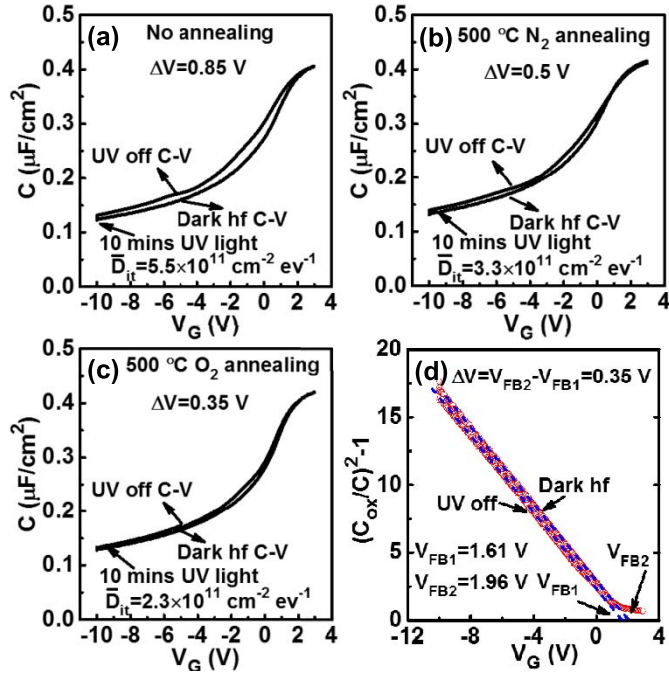 (a) No annealing
ΔV=0.85 V
UV off C-V
Dark hf C-V
10 mins UV light
D̅it=5.5×10¹¹ cm⁻² ev⁻¹
C (μF/cm²)
0.5
0.4
0.3
0.2
0.1
0.0
-10 -8 -6 -4 -2 0 2 4
VG (V)
(b) 500 °C N₂ annealing
ΔV=0.5 V
UV off C-V
Dark hf C-V
10 mins UV light
D̅it=3.3×10¹¹ cm⁻² ev⁻¹
C (μF/cm²)
0.5
0.4
0.3
0.2
0.1
0.0
-10 -8 -6 -4 -2 0 2 4
VG (V)
(c) 500 °C O₂ annealing
ΔV=0.35 V
UV off C-V
Dark hf C-V
10 mins UV light
D̅it=2.3×10¹¹ cm⁻² ev⁻¹
C (μF/cm²)
0.5
0.4
0.3
0.2
0.1
0.0
-10 -8 -6 -4 -2 0 2 4
VG (V)
(d) ΔV=VFB2-VFB1=0.35 V
Dark hf
UV off
VFB1=1.61 V
VFB2=1.96 V
VFB1
VFB2
(Cox/C)²-1
20
15
10
5
0
-12 -8 -4 0 4
VG (V)